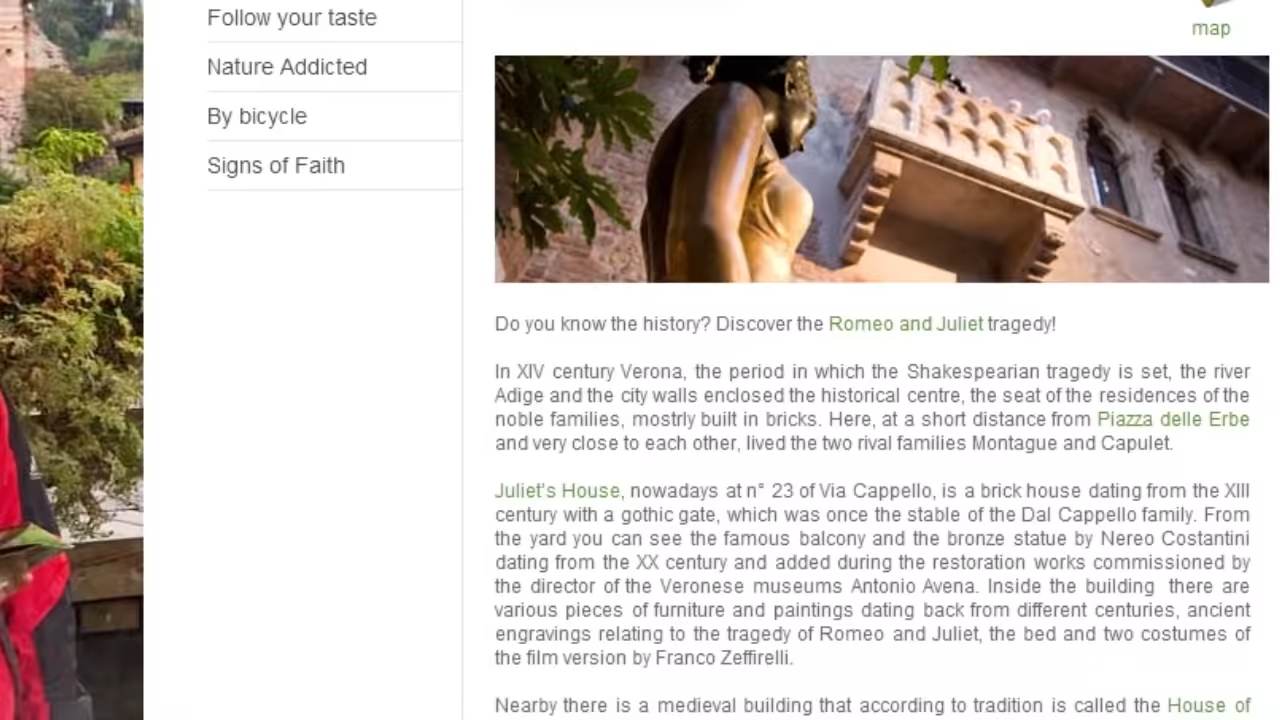 Follow your taste
Nature Addicted
By bicycle
Signs of Faith
map
Do you know the history? Discover the Romeo and Juliet tragedy!
In XIV century Verona, the period in which the Shakespearian tragedy is set, the river
Adige and the city walls enclosed the historical centre, the seat of the residences of the
noble families, mostrly built in bricks. Here, at a short distance from Piazza delle Erbe
and very close to each other, lived the two rival families Montague and Capulet.
Juliet's House, nowadays at n° 23 of Via Cappello, is a brick house dating from the XIII
century with a gothic gate, which was once the stable of the Dal Cappello family. From
the yard you can see the famous balcony and the bronze statue by Nereo Costantini
dating from the XX century and added during the restoration works commissioned by
the director of the Veronese museums Antonio Avena. Inside the building there are
various pieces of furniture and paintings dating back from different centuries, ancient
engravings relating to the tragedy of Romeo and Juliet, the bed and two costumes of
the film version by Franco Zeffirelli.
Nearby there is a medieval building that according to tradition is called the House of